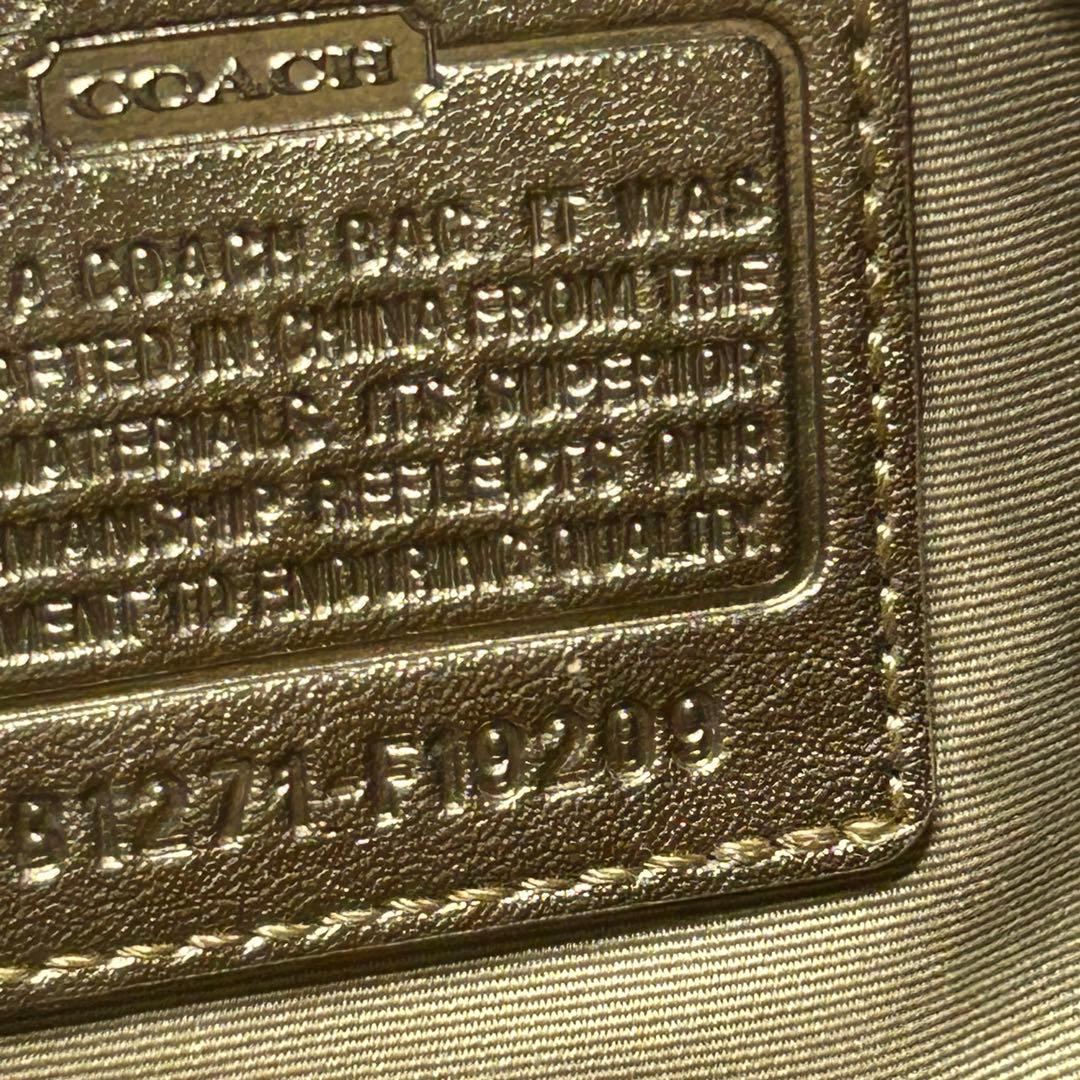 COACH
A COACH BAG. IT WAS
AFTED IN CHINA FROM THE
MATERIALS. ITS SUPERIOR
MANSHIP REFLECTS OUR
MENT TO ENDURING QUALITY.
B1271-F19209